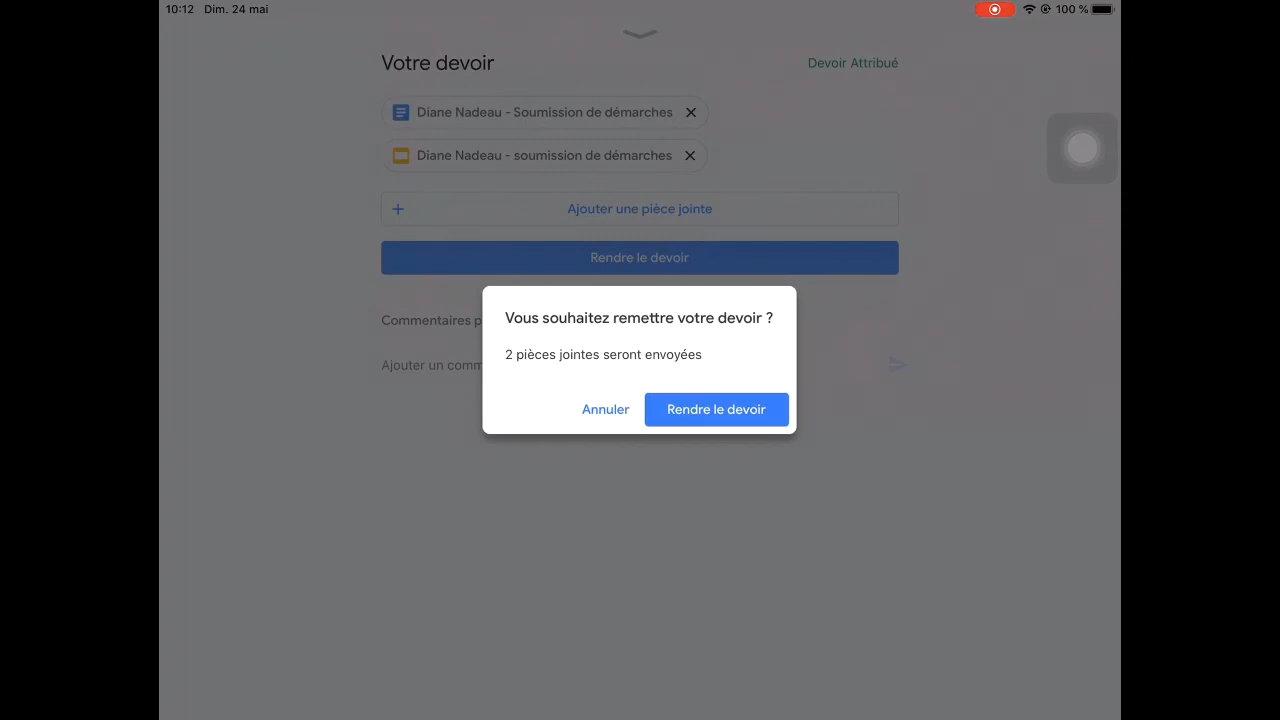 10:12 Dim. 24 mai 100 %
Votre devoir
Devoir Attribué
Diane Nadeau - Soumission de démarches
Diane Nadeau - soumission de démarches
Ajouter une pièce jointe
Rendre le devoir
Vous souhaitez remettre votre devoir ?
Commentaires p
2 pièces jointes seront envoyées
Ajouter un comm
Annuler
Rendre le devoir